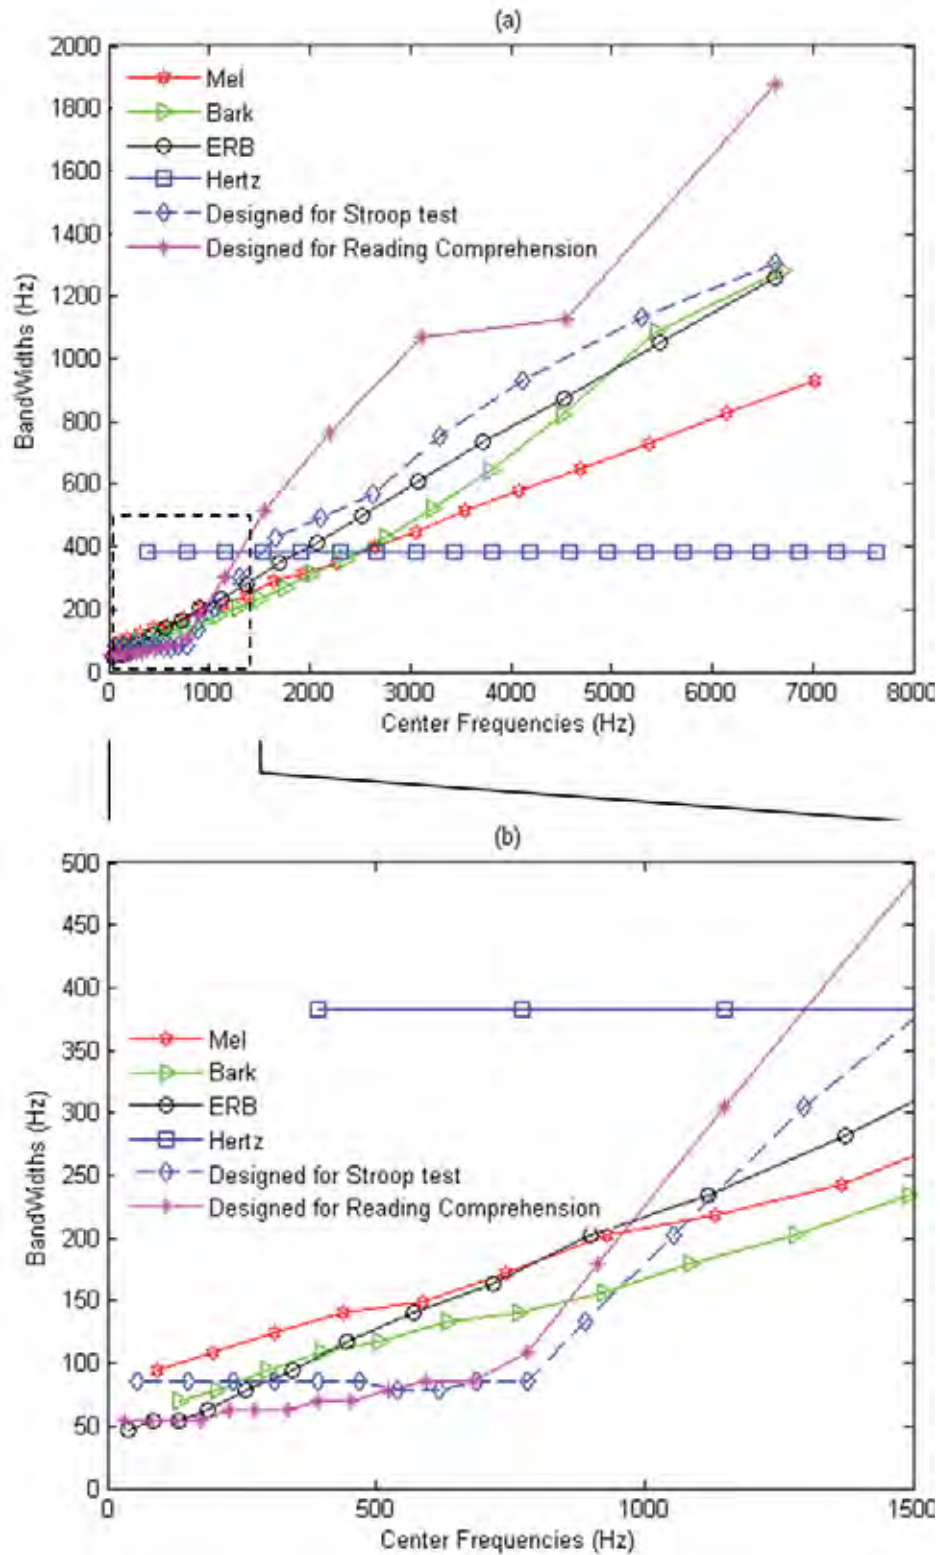 (a)
2000
1800
1600
1400
1200
1000
800
600
400
200
0
BandWidths (Hz)
Mel
Bark
ERB
Hertz
Designed for Stroop test
Designed for Reading Comprehension
0 1000 2000 3000 4000 5000 6000 7000 8000
Center Frequencies (Hz)
(b)
500
450
400
350
300
250
200
150
100
50
0
BandWidths (Hz)
Mel
Bark
ERB
Hertz
Designed for Stroop test
Designed for Reading Comprehension
0 500 1000 1500
Center Frequencies (Hz)